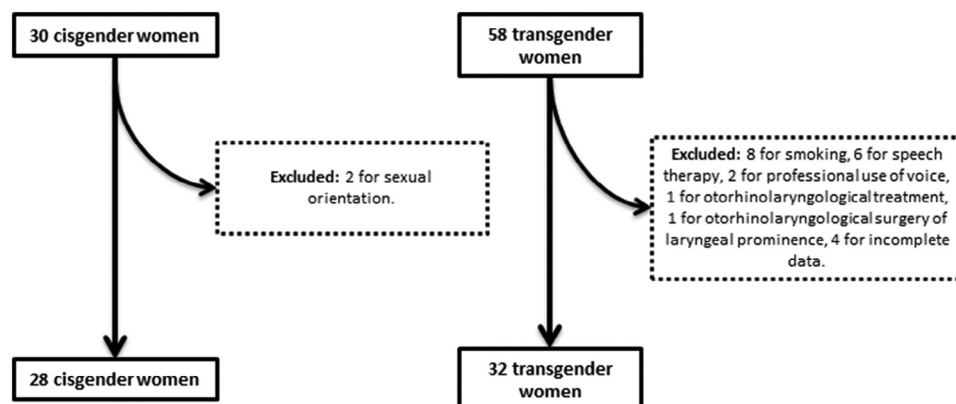 30 cisgender women
58 transgender
women
Excluded: 2 for sexual
orientation.
Excluded: 8 for smoking, 6 for speech
therapy, 2 for professional use of voice,
1 for otorhinolaryngological treatment,
1 for otorhinolaryngological surgery of
laryngeal prominence, 4 for incomplete
data.
28 cisgender women
32 transgender
women